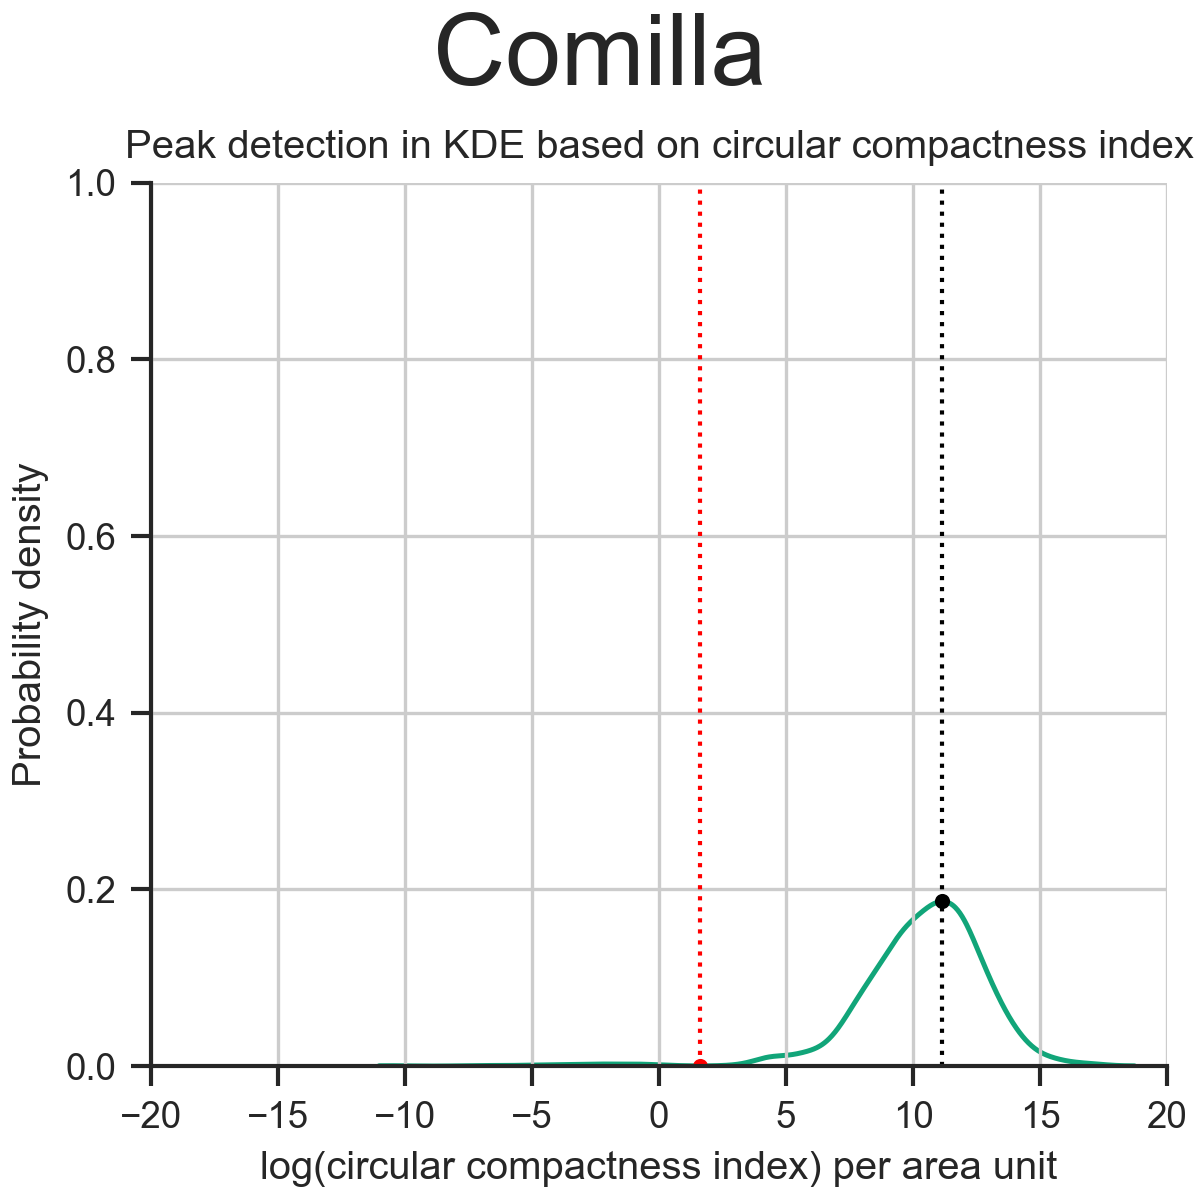 Comilla
Peak detection in KDE based on circular compactness index
1.0
0.8
0.6
0.4
0.2
0.0
Probability density
−20 −15 −10 −5 0 5 10 15 20
log(circular compactness index) per area unit